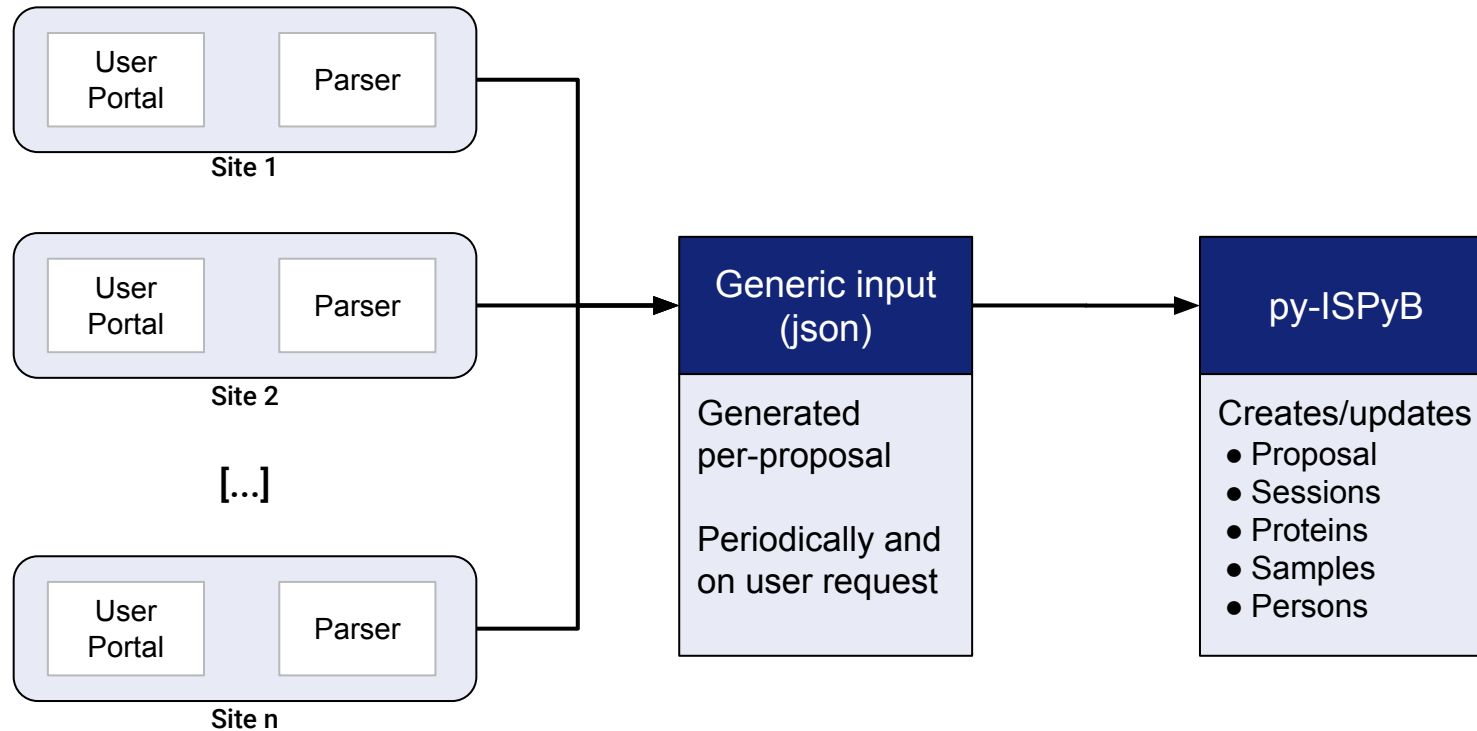 User
Portal
Parser
Site 1
User
Portal
Parser
Site 2
[...]
User
Portal
Parser
Site n
Generic input
(json)
Generated
per-proposal
Periodically and
on user request
py-ISPyB
Creates/updates
● Proposal
● Sessions
● Proteins
● Samples
● Persons